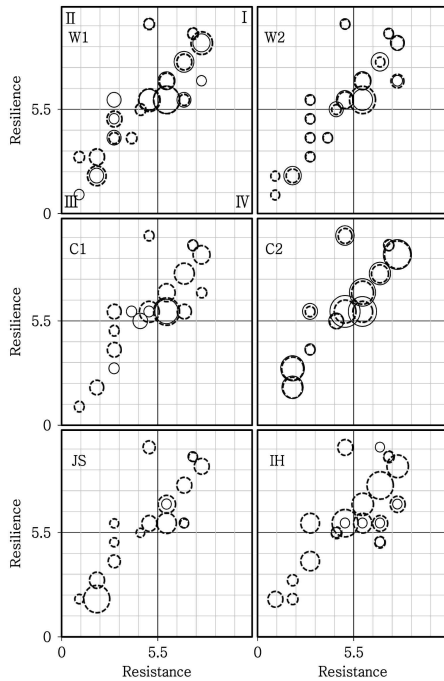 II I
W1 W2
Resilience
5.5
III IV
0
C1 C2
Resilience
5.5
0
JS IH
Resilience
5.5
0
0 5.5 0 5.5
Resistance Resistance